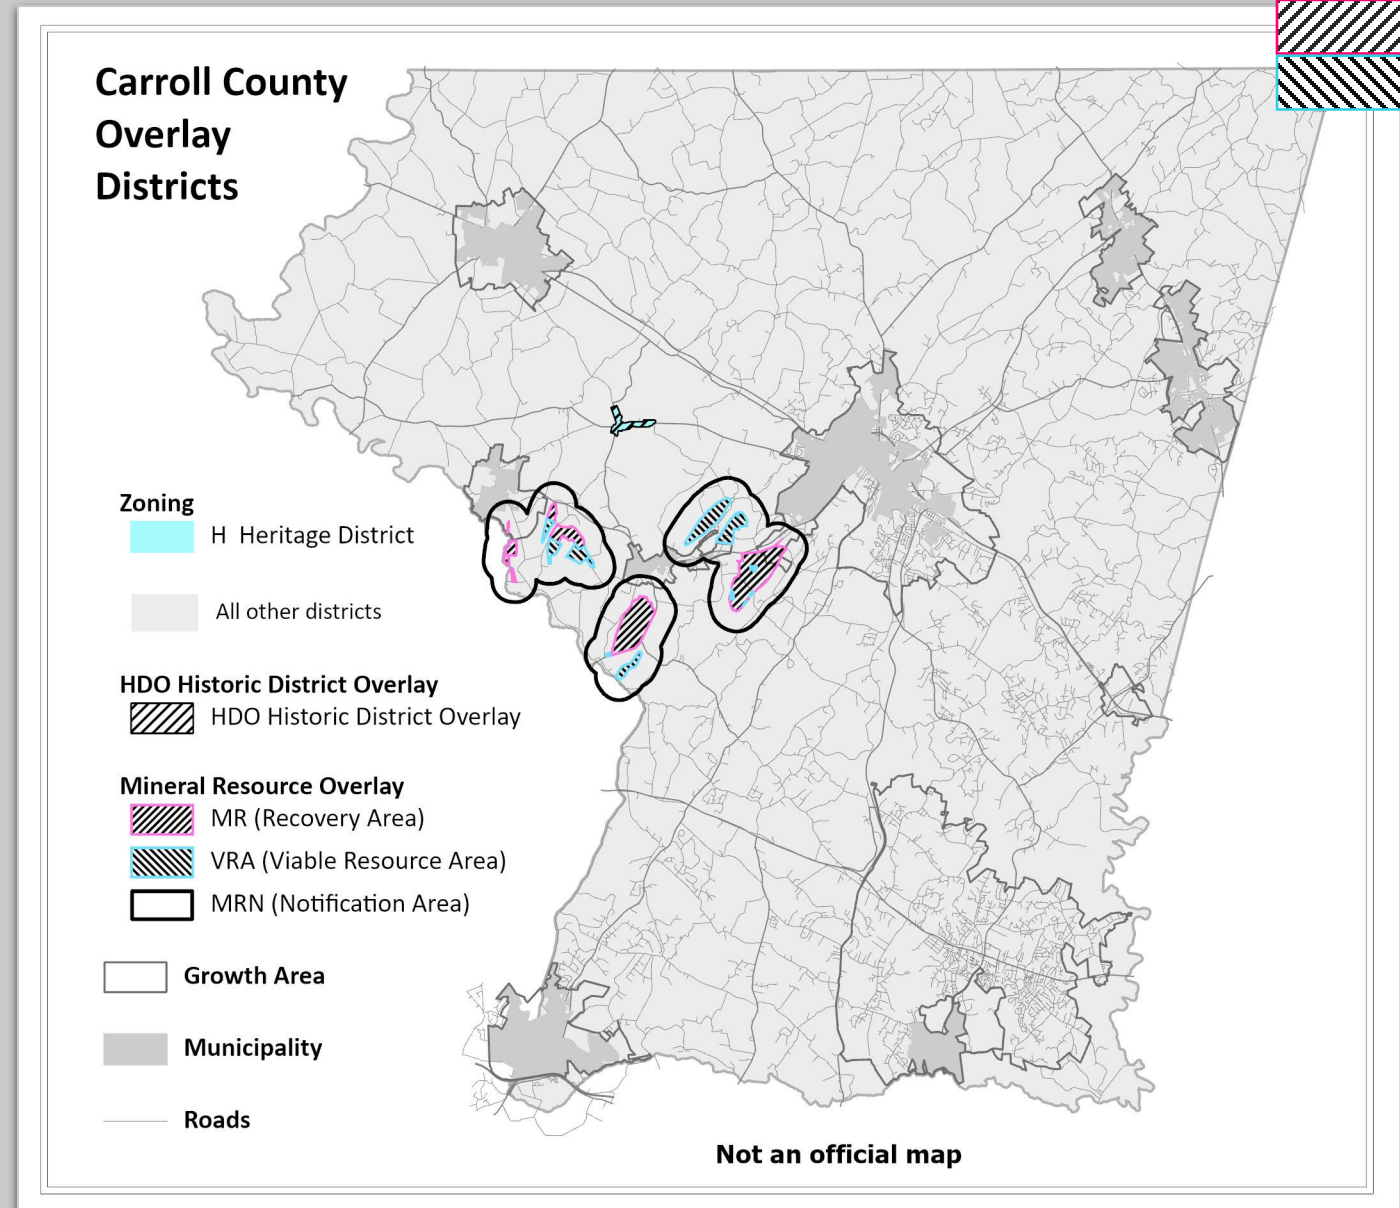 Carroll County
Overlay
Districts
Zoning
H Heritage District
All other districts
HDO Historic District Overlay
HDO Historic District Overlay
Mineral Resource Overlay
MR (Recovery Area)
VRA (Viable Resource Area)
MRN (Notification Area)
Growth Area
Municipality
Roads
Not an official map